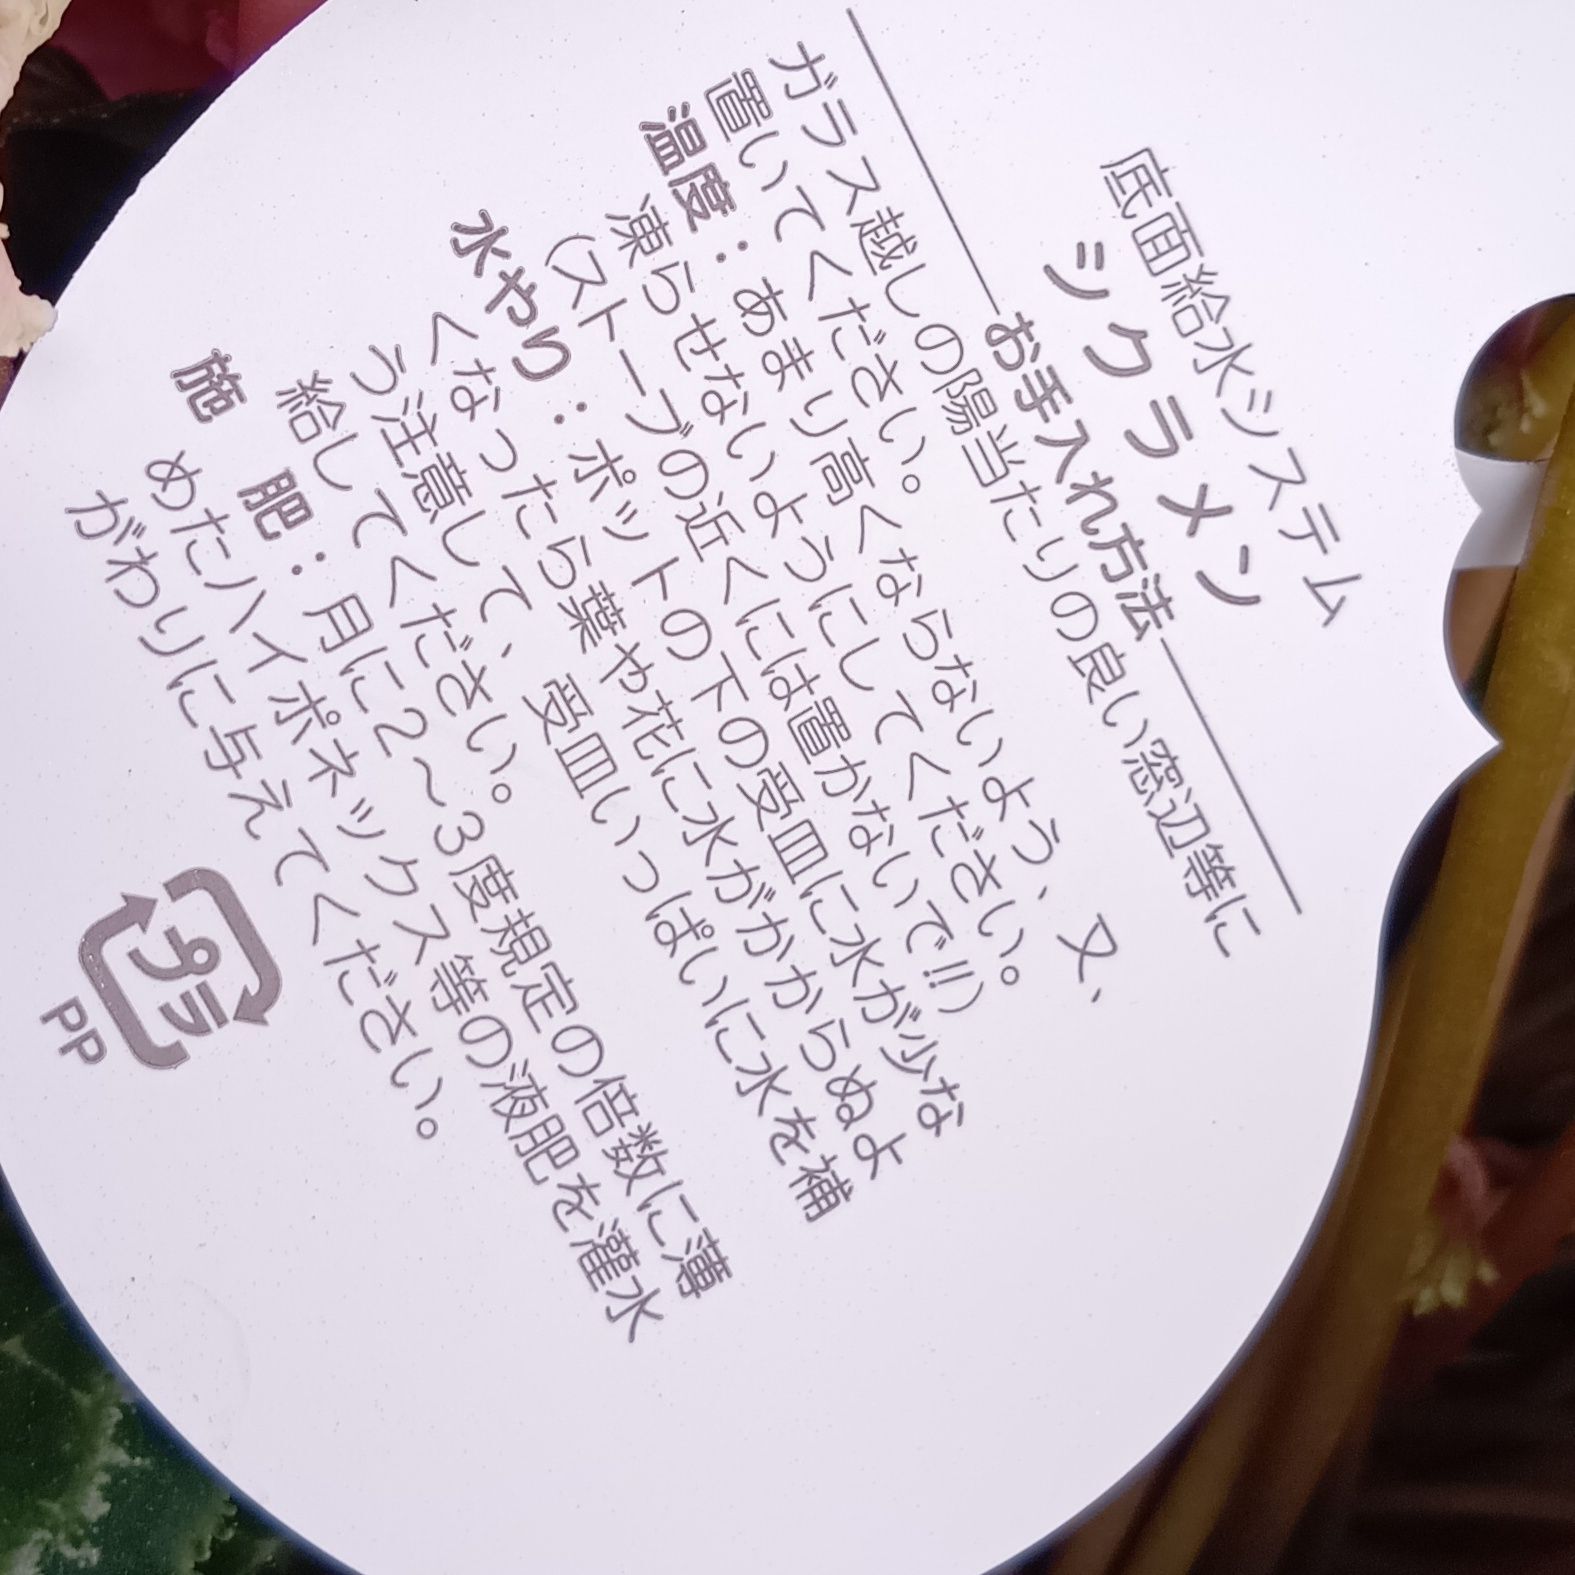 底面給水システム
シクラメン
お手入れ方法
ガラス越しの陽当たりの良い窓辺等に
置いてください。
温度：あまり高くならないよう、又、
凍らせないようにしてください。
（ストーブの近くには置かないで!!）
水やり：ポットの下の受皿に水が少な
くなったら葉や花に水がかからぬよ
う注意して、受皿いっぱいに水を補
給してください。
施　肥：月に2～3度規定の倍数に薄
めたハイポネックス等の液肥を灌水
がわりに与えてください。
プラ
PP